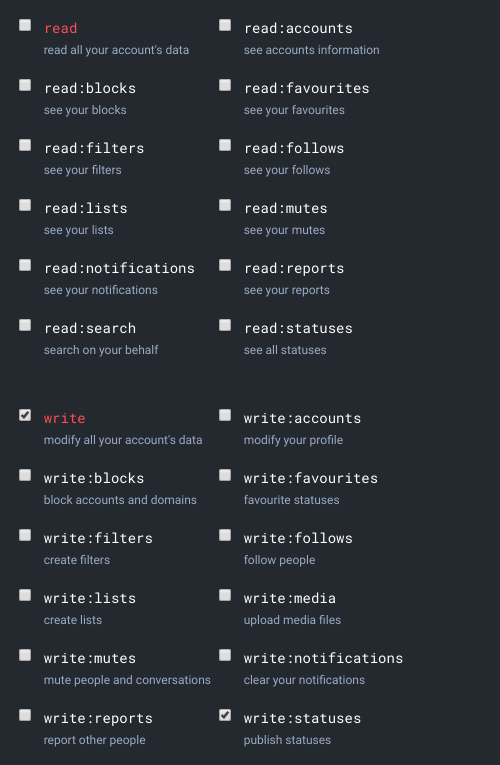 read
read all your account's data
read:accounts
see accounts information
read:blocks
see your blocks
read:favourites
see your favourites
read:filters
see your filters
read:follows
see your follows
read:lists
see your lists
read:mutes
see your mutes
read:notifications
see your notifications
read:reports
see your reports
read:search
search on your behalf
read:statuses
see all statuses
write
modify all your account's data
write:accounts
modify your profile
write:blocks
block accounts and domains
write:favourites
favourite statuses
write:filters
create filters
write:follows
follow people
write:lists
create lists
write:media
upload media files
write:mutes
mute people and conversations
write:notifications
clear your notifications
write:reports
report other people
write:statuses
publish statuses